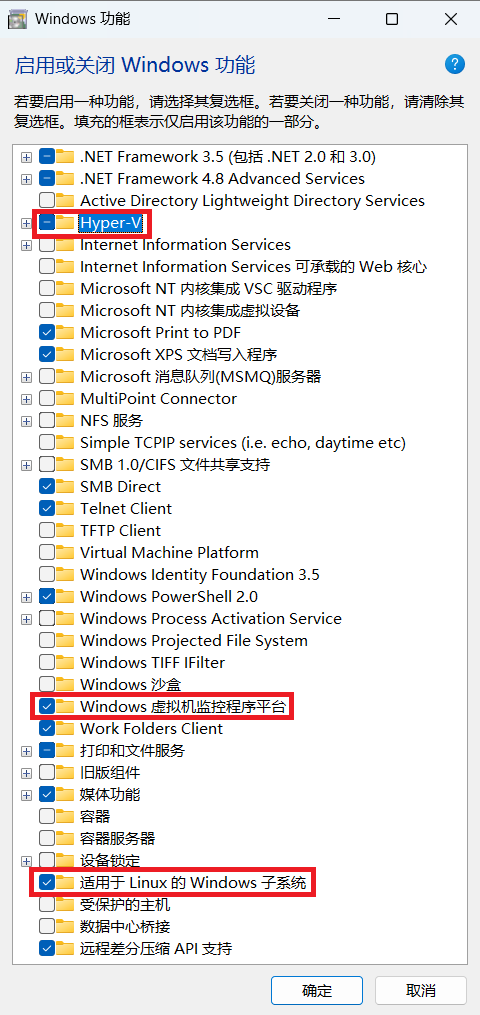 Windows 功能
启用或关闭 Windows 功能
若要启用一种功能，请选择其复选框。若要关闭一种功能，请清除其
复选框。填充的框表示仅启用该功能的一部分。
.NET Framework 3.5 (包括 .NET 2.0 和 3.0)
.NET Framework 4.8 Advanced Services
Active Directory Lightweight Directory Services
Hyper-V
Internet Information Services
Internet Information Services 可承载的 Web 核心
Microsoft NT 内核集成 VSC 驱动程序
Microsoft NT 内核集成虚拟设备
Microsoft Print to PDF
Microsoft XPS 文档写入程序
Microsoft 消息队列(MSMQ)服务器
MultiPoint Connector
NFS 服务
Simple TCPIP services (i.e. echo, daytime etc)
SMB 1.0/CIFS 文件共享支持
SMB Direct
Telnet Client
TFTP Client
Virtual Machine Platform
Windows Identity Foundation 3.5
Windows PowerShell 2.0
Windows Process Activation Service
Windows Projected File System
Windows TIFF IFilter
Windows 沙盒
Windows 虚拟机监控程序平台
Work Folders Client
打印和文件服务
旧版组件
媒体功能
容器
容器服务器
设备锁定
适用于 Linux 的 Windows 子系统
受保护的主机
数据中心桥接
远程差分压缩 API 支持
确定
取消